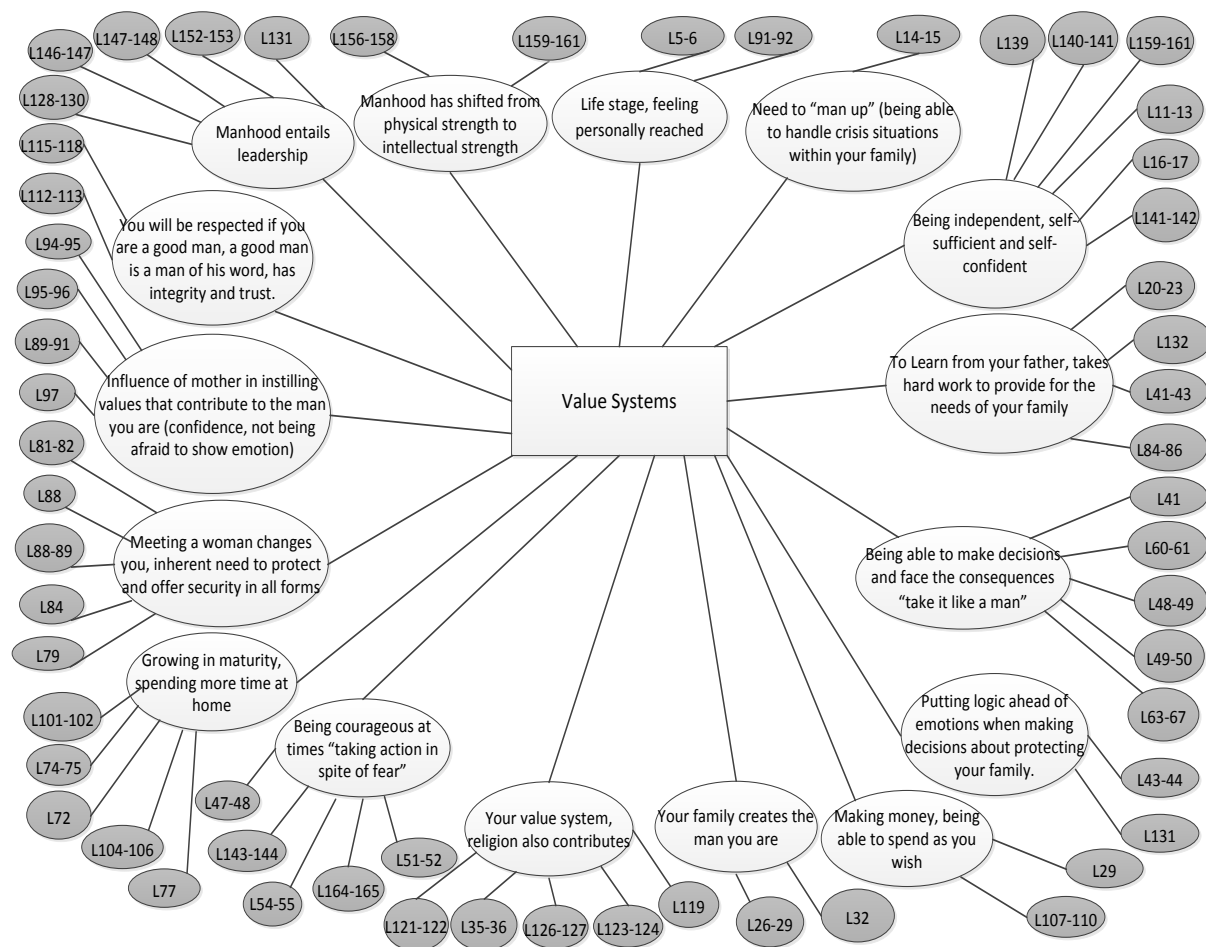 L146-147
L147-148
L152-153
L131
L156-158
L159-161
L5-6
L91-92
L14-15
L139
L140-141
L159-161
L128-130
L115-118
L112-113
L94-95
L95-96
L89-91
L97
L81-82
L88
L88-89
L84
L79
L101-102
L74-75
L72
L104-106
L77
L47-48
L143-144
L54-55
L164-165
L51-52
L121-122
L35-36
L126-127
L123-124
L119
L26-29
L32
L107-110
L29
L131
L43-44
L63-67
L49-50
L48-49
L60-61
L41
L84-86
L41-43
L132
L20-23
L141-142
L16-17
L11-13
Manhood entails
leadership
Manhood has shifted from
physical strength to
intellectual strength
Life stage, feeling
personally reached
Need to “man up” (being able
to handle crisis situations
within your family)
Being independent, self-
sufficient and self-
confident
You will be respected if you
are a good man, a good man
is a man of his word, has
integrity and trust.
To Learn from your father, takes
hard work to provide for the
needs of your family
Value Systems
Influence of mother in instilling
values that contribute to the man
you are (confidence, not being
afraid to show emotion)
Meeting a woman changes
you, inherent need to protect
and offer security in all forms
Being able to make decisions
and face the consequences
“take it like a man”
Growing in maturity,
spending more time at
home
Being courageous at
times “taking action in
spite of fear”
Putting logic ahead of
emotions when making
decisions about protecting
your family.
Your value system,
religion also contributes
Your family creates the
man you are
Making money, being
able to spend as you
wish